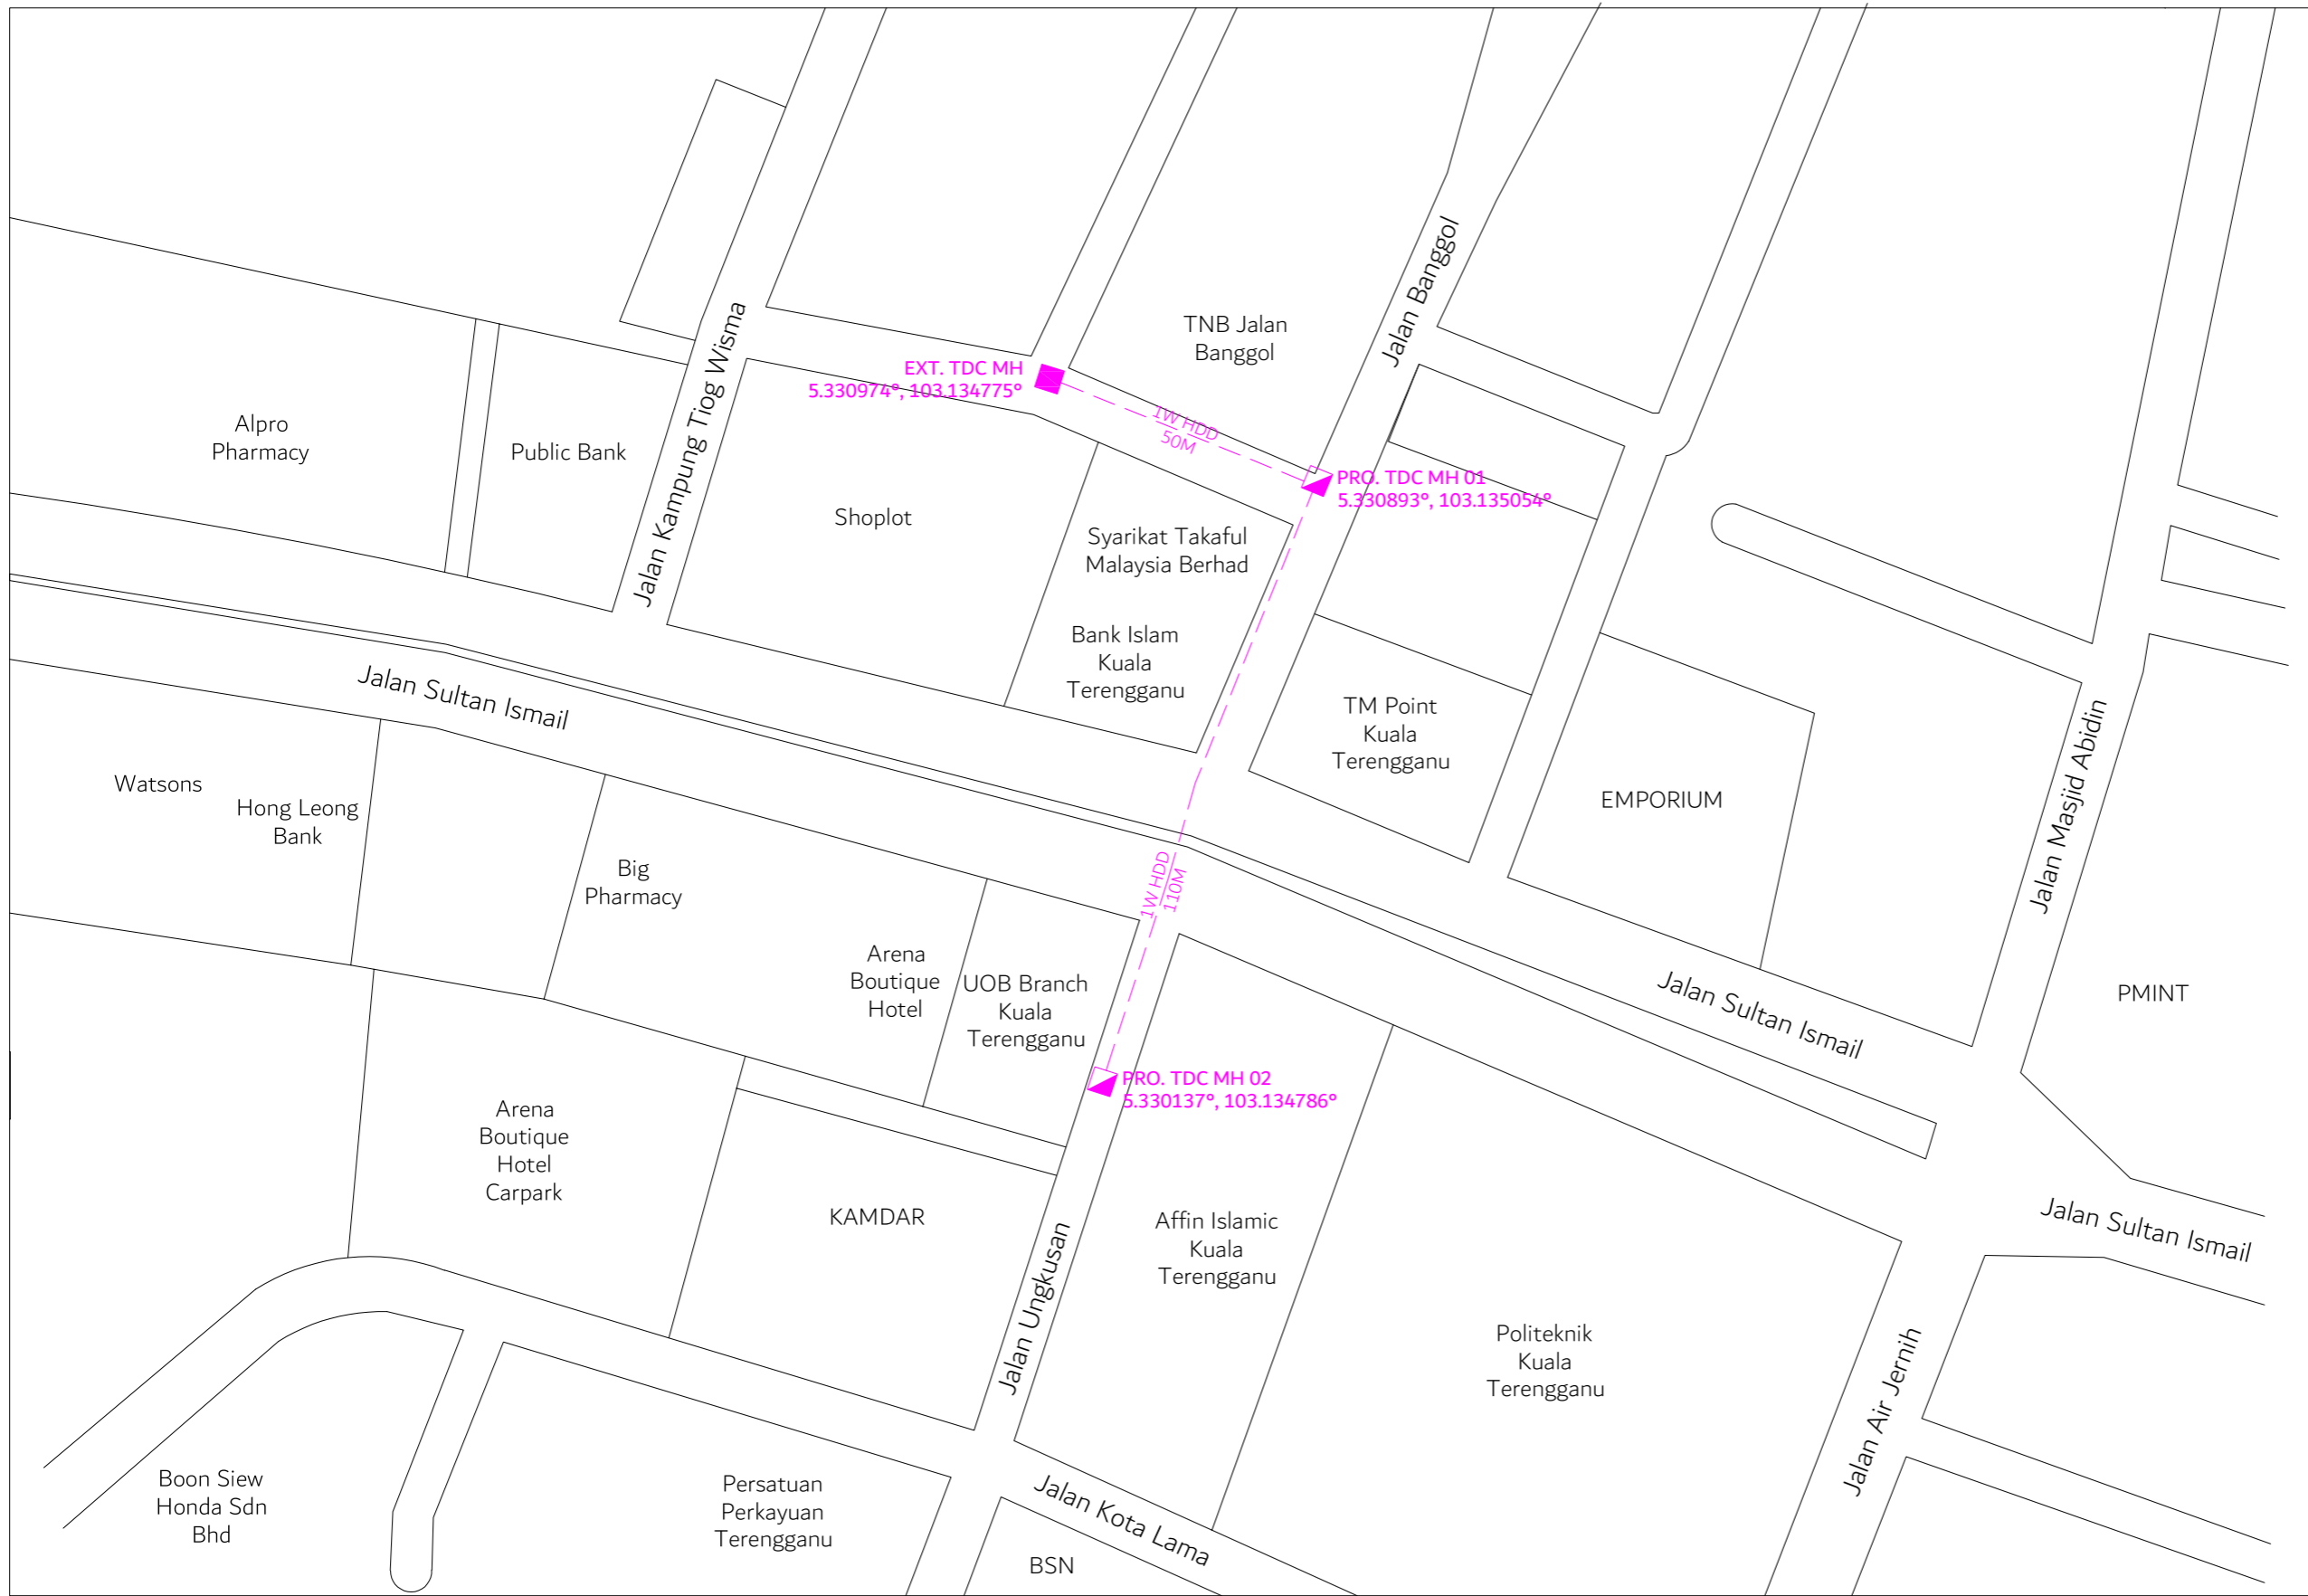 Jalan Banggol
TNB Jalan
Banggol
Jalan Kampung Tiog Wisma
EXT. TDC MH
5.330974°, 103.134775°
1W HDD
50M
Alpro
Pharmacy
Public Bank
PRO. TDC MH 01
5.330893°, 103.135054°
Shoplot
Syarikat Takaful
Malaysia Berhad
Bank Islam
Kuala
Terengganu
Jalan Sultan Ismail
TM Point
Kuala
Terengganu
Jalan Masjid Abidin
Watsons
Hong Leong
Bank
EMPORIUM
Big
Pharmacy
1W HDD
110M
Arena
Boutique
Hotel
UOB Branch
Kuala
Terengganu
Jalan Sultan Ismail
PMINT
PRO. TDC MH 02
5.330137°, 103.134786°
Arena
Boutique
Hotel
Carpark
KAMDAR
Jalan Ungkusan
Affin Islamic
Kuala
Terengganu
Jalan Sultan Ismail
Politeknik
Kuala
Terengganu
Jalan Air Jernih
Boon Siew
Honda Sdn
Bhd
Persatuan
Perkayuan
Terengganu
Jalan Kota Lama
BSN